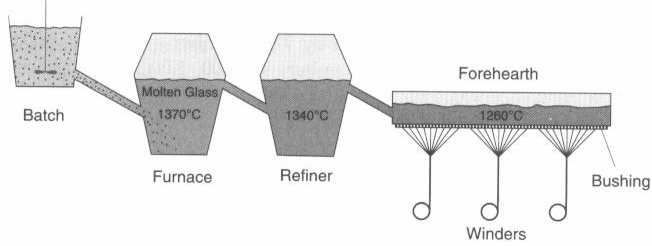 Batch
Molten Glass
1370°C
Furnace
1340°C
Refiner
Forehearth
1260°C
Bushing
Winders